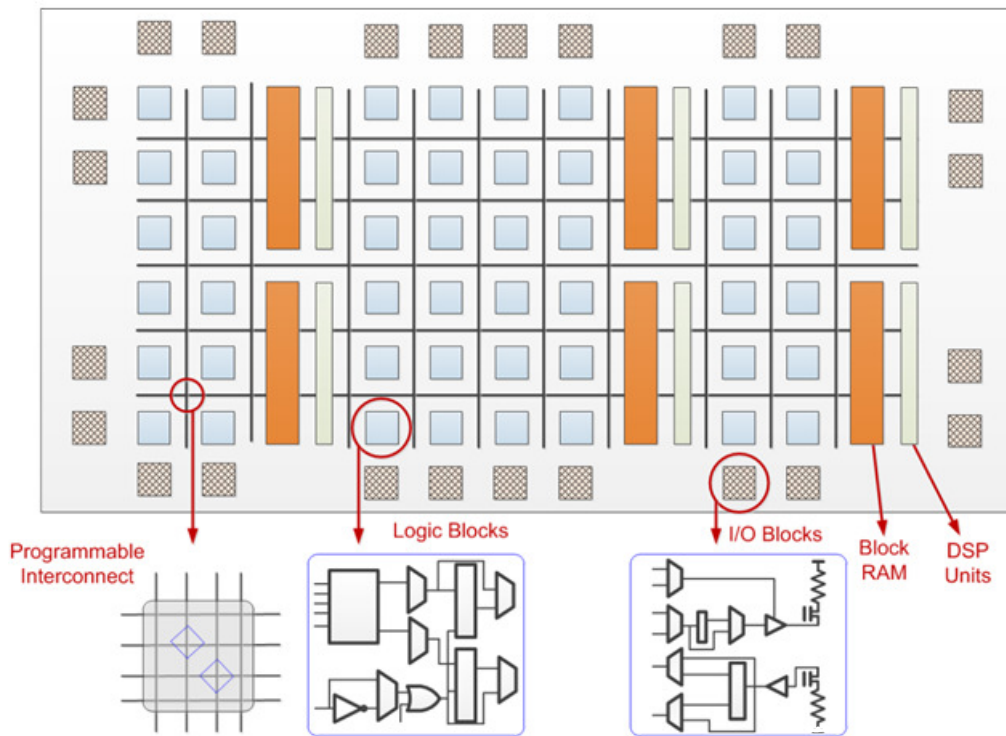 Programmable
Interconnect
Logic Blocks
I/O Blocks
Block
RAM
DSP
Units